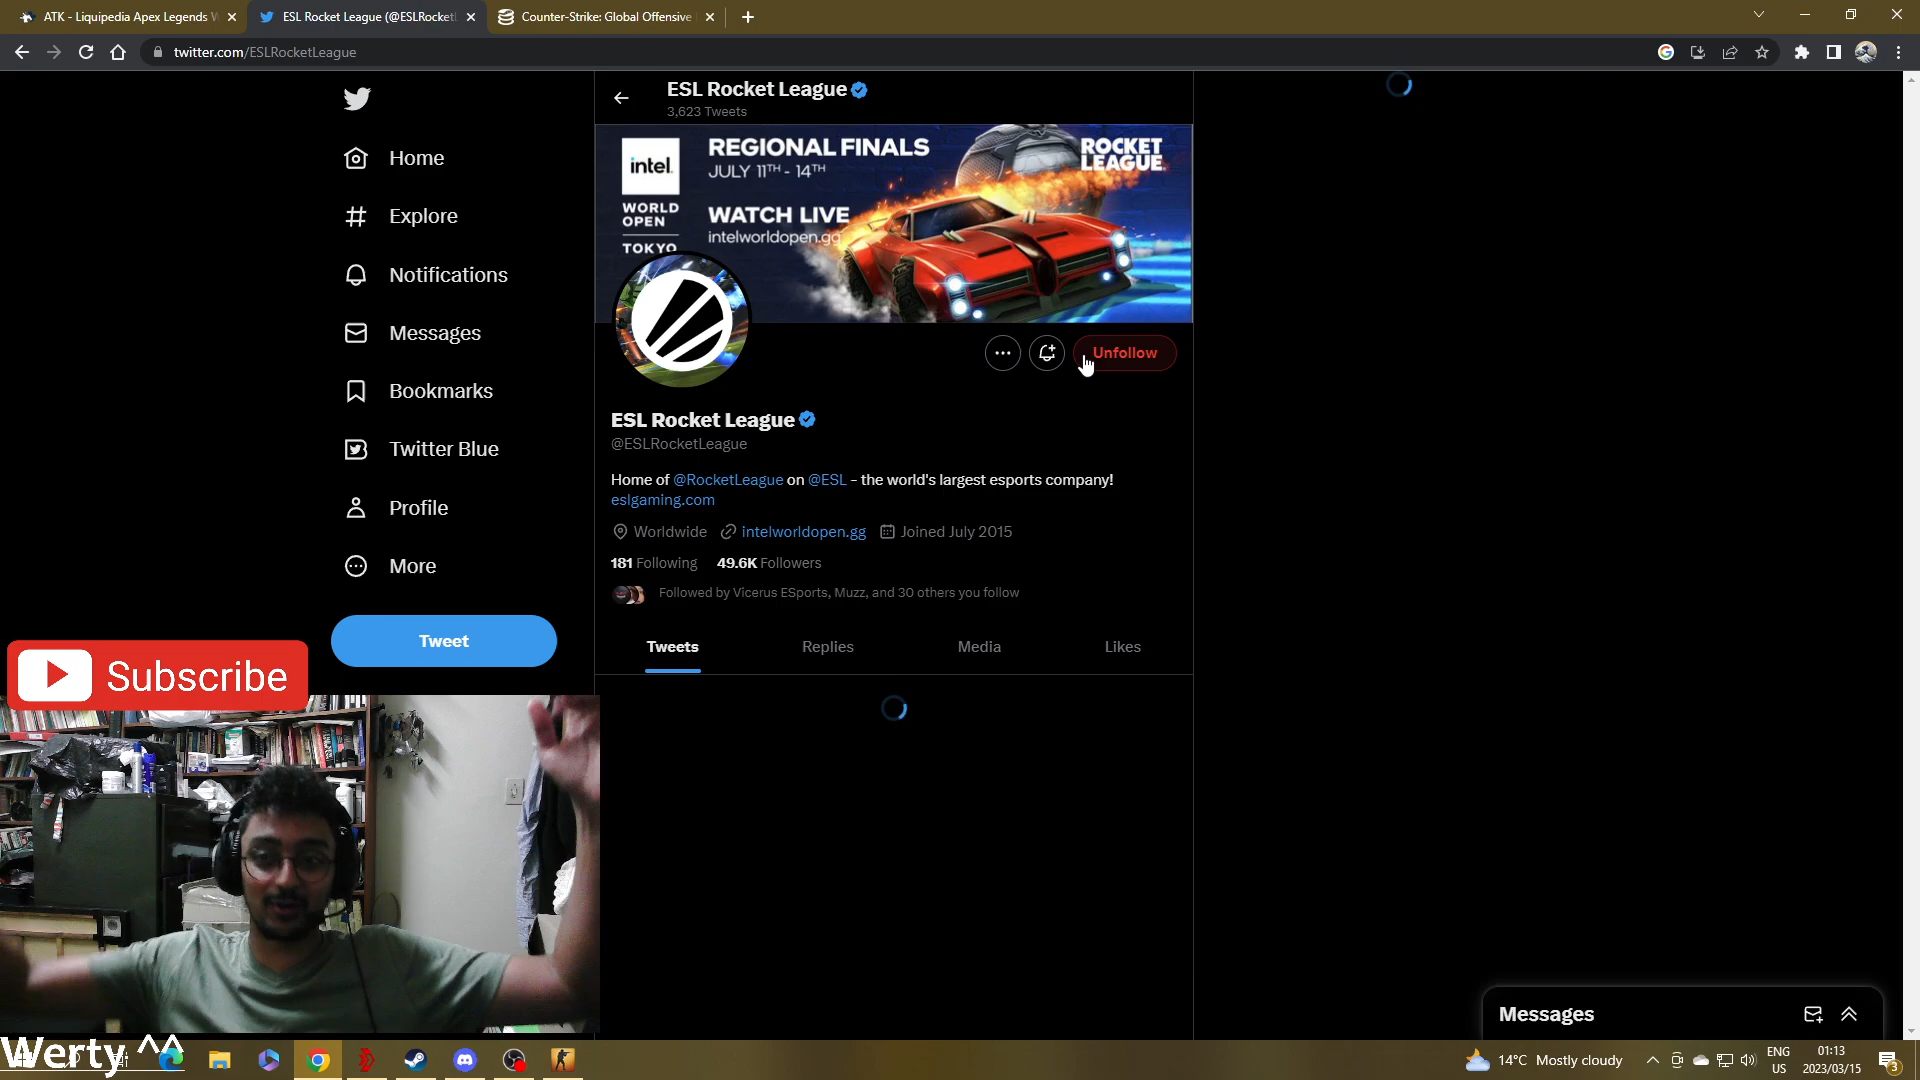 ATK - Liquipedia Apex Legends W
ESL Rocket League (@ESLRocketL
Counter-Strike: Global Offensive
twitter.com/ESLRocketLeague
ESL Rocket League
3,623 Tweets
intel.
WORLD
OPEN
TOKYO
REGIONAL FINALS
JULY 11TH - 14TH
WATCH LIVE
intelworldopen.gg
ROCKET
LEAGUE
Home
Explore
Notifications
Messages
Bookmarks
Twitter Blue
Profile
More
Tweet
Unfollow
ESL Rocket League
@ESLRocketLeague
Home of @RocketLeague on @ESL - the world's largest esports company!
eslgaming.com
Worldwide intelworldopen.gg Joined July 2015
181 Following 49.6K Followers
Followed by Vicerus ESports, Muzz, and 30 others you follow
Tweets Replies Media Likes
Subscribe
Messages
Werty ^^
14°C Mostly cloudy
ENG
US
01:13
2023/03/15
3